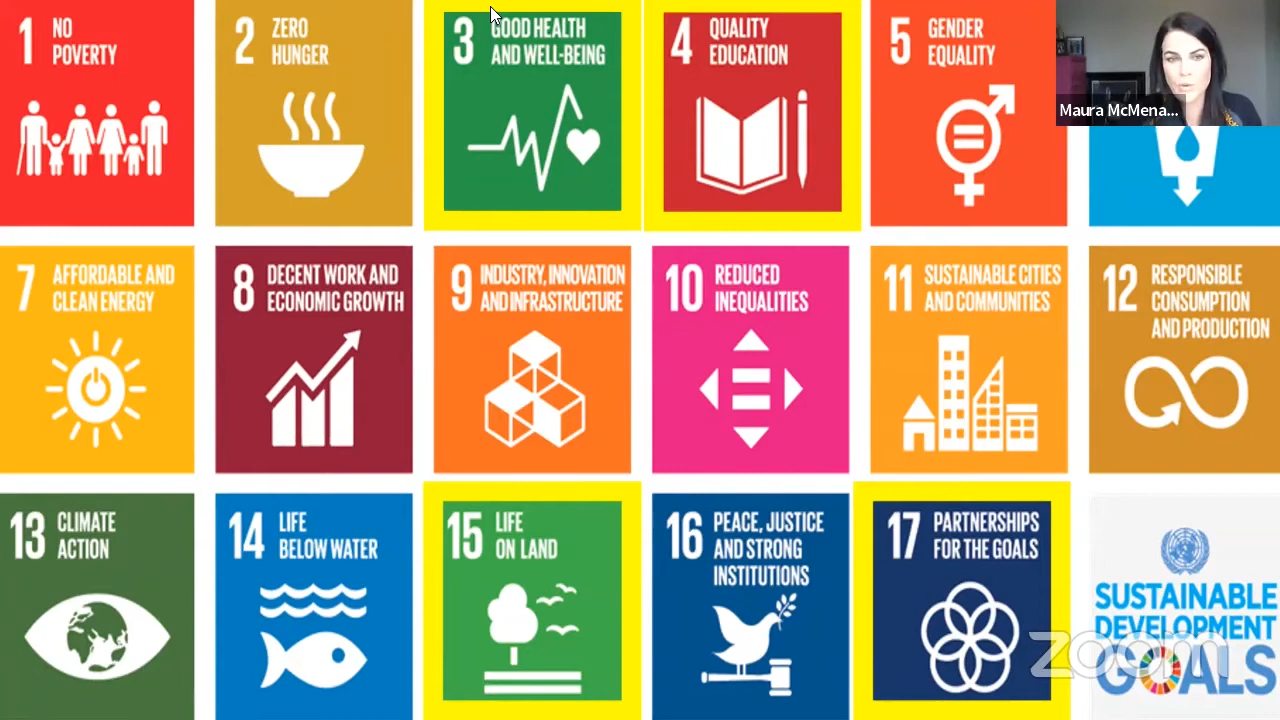 1 NO
POVERTY
2 ZERO
HUNGER
3 GOOD HEALTH
AND WELL-BEING
4 QUALITY
EDUCATION
5 GENDER
EQUALITY
Maura McMena...
7 AFFORDABLE AND
CLEAN ENERGY
8 DECENT WORK AND
ECONOMIC GROWTH
9 INDUSTRY, INNOVATION
AND INFRASTRUCTURE
10 REDUCED
INEQUALITIES
11 SUSTAINABLE CITIES
AND COMMUNITIES
12 RESPONSIBLE
CONSUMPTION
AND PRODUCTION
13 CLIMATE
ACTION
14 LIFE
BELOW WATER
15 LIFE
ON LAND
16 PEACE, JUSTICE
AND STRONG
INSTITUTIONS
17 PARTNERSHIPS
FOR THE GOALS
SUSTAINABLE
DEVELOPMENT
GOALS
zoom